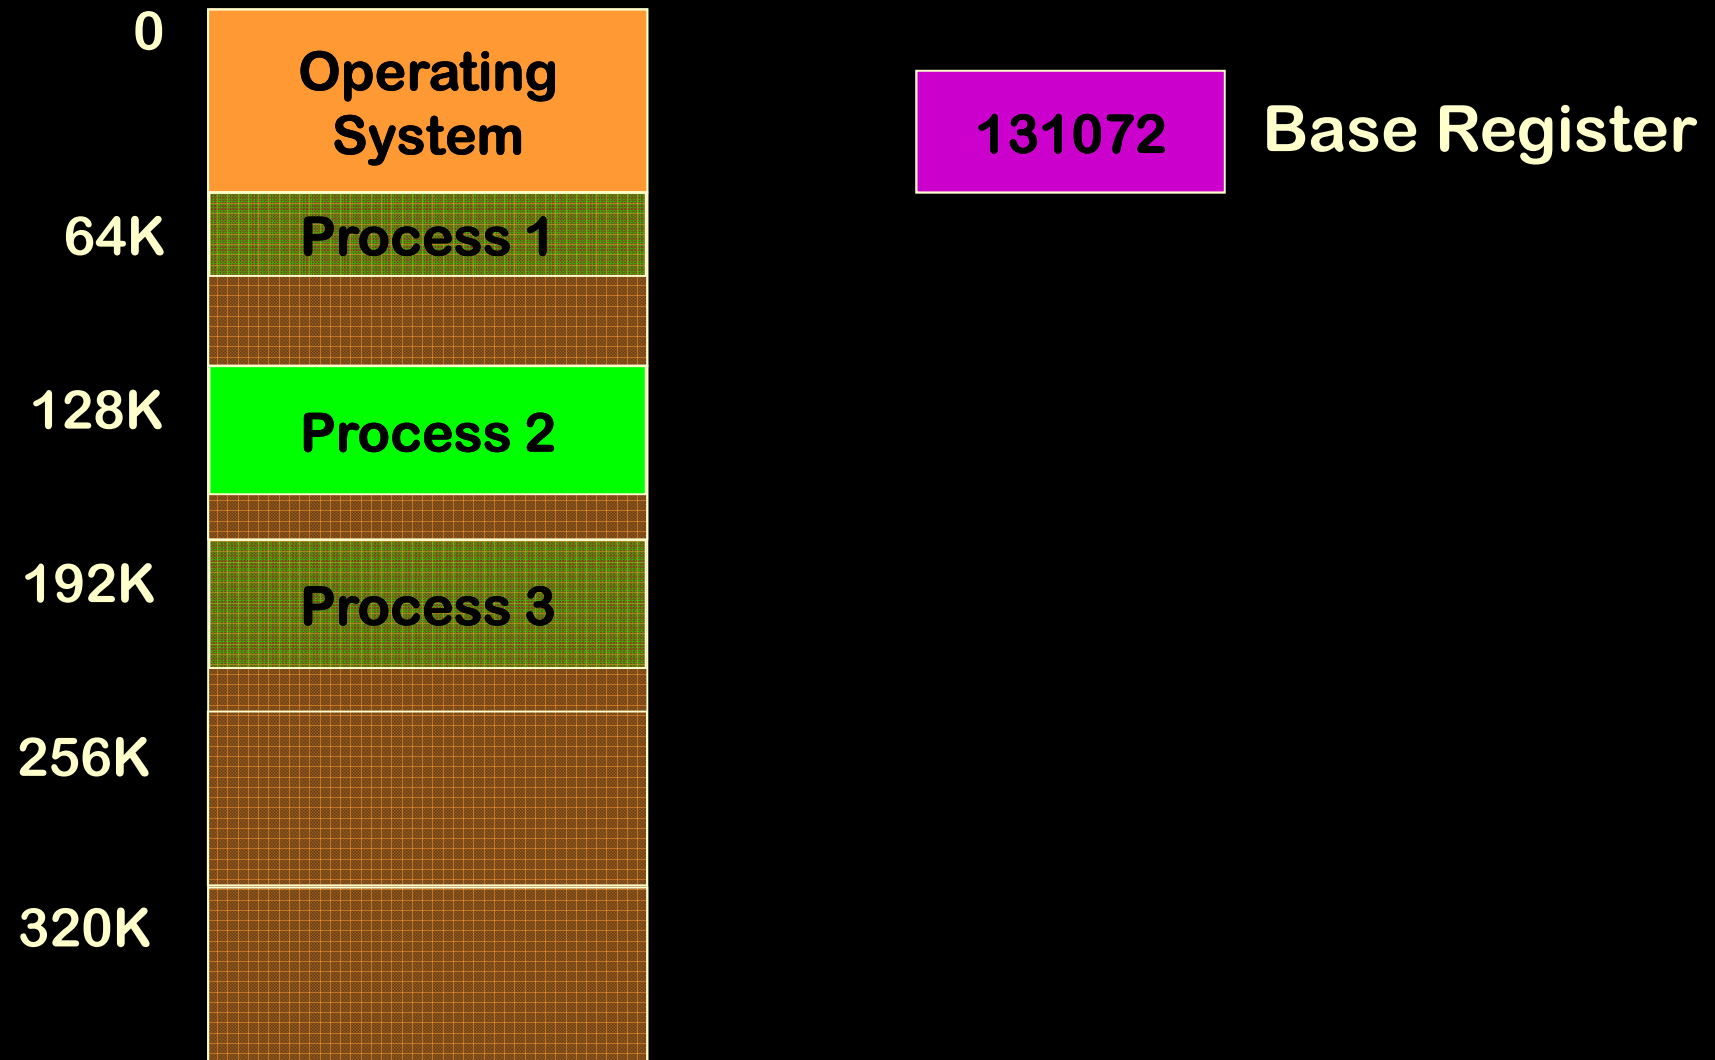 0
Operating
System
131072
Base Register
64K
Process 1
128K
Process 2
192K
Process 3
256K
320K